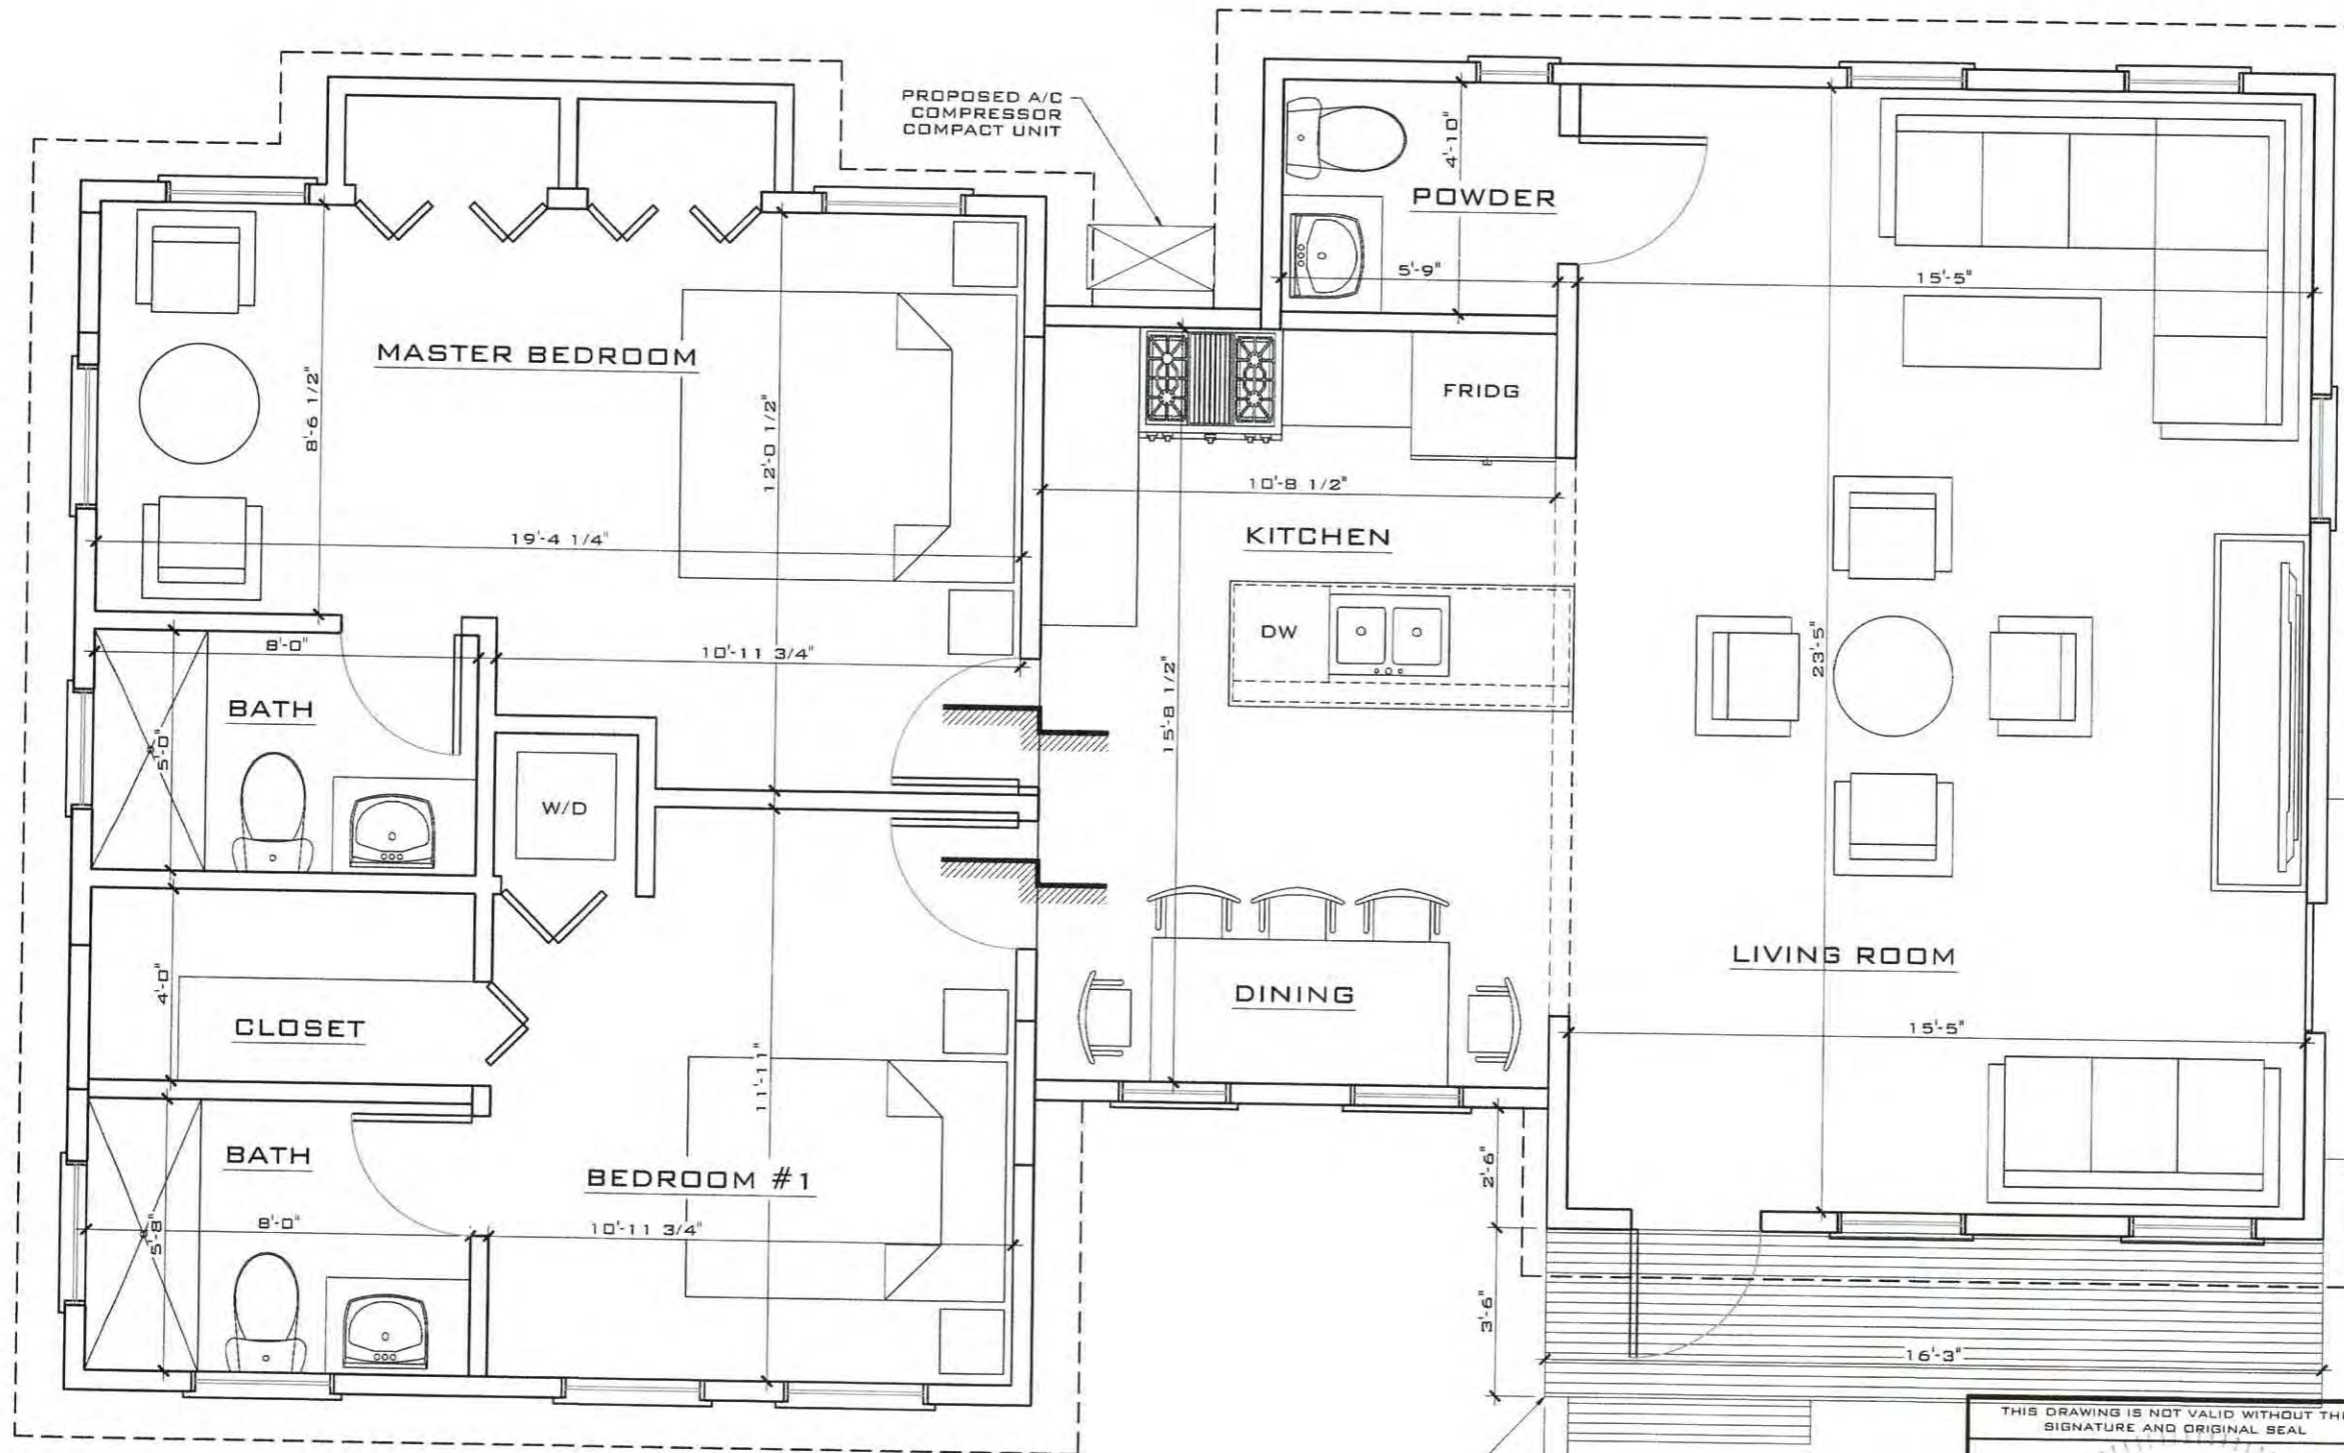 PROPOSED A/C
COMPRESSOR
COMPACT UNIT
4'-10"
POWDER
5'-9"
15'-5"
MASTER BEDROOM
8'-6 1/2"
12'-0 1/2"
FRIDG
10'-8 1/2"
KITCHEN
19'-4 1/4"
8'-0"
10'-11 3/4"
DW
23'-5"
BATH
5'-0"
15'-8 1/2"
W/D
LIVING ROOM
4'-0"
CLOSET
DINING
15'-5"
11'-11"
BATH
BEDROOM #1
2'-6"
5'-8"
8'-0"
10'-11 3/4"
3'-6"
16'-3"
THIS DRAWING IS NOT VALID WITHOUT TH
SIGNATURE AND ORIGINAL SEAL